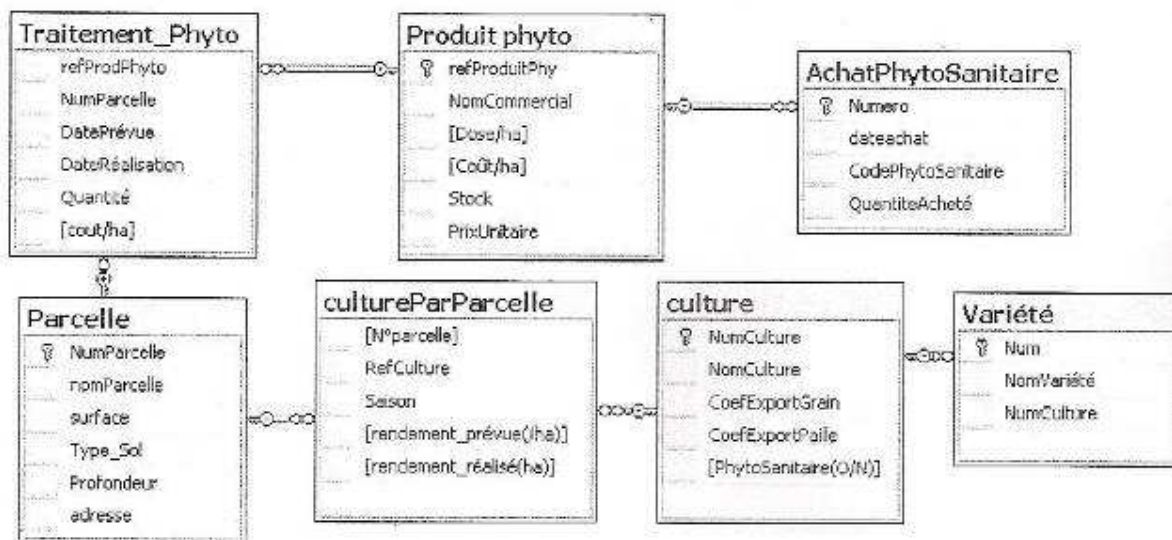 Traitement_Phyto
refProdPhyto
NumParcelle
DatePrévue
DateRéalisation
Quantité
[cout/ha]
Produit phyto
refProduitPhy
NomCommercial
[Dose/ha]
[Coût/ha]
Stock
PrixUnitaire
AchatPhytoSanitaire
Numero
dateachat
CodePhytoSanitaire
QuantiteAcheté
Parcelle
NumParcelle
nomParcelle
surface
Type_Sol
Profondeur
adresse
cultureParParcelle
[N°parcelle]
RefCulture
Saison
[rendement_prévue(/ha)]
[rendement_réalisé(ha)]
culture
NumCulture
NomCulture
CoefExportGrain
CoefExportPaille
[PhytoSanitaire(O/N)]
Variété
Num
NomVariété
NumCulture